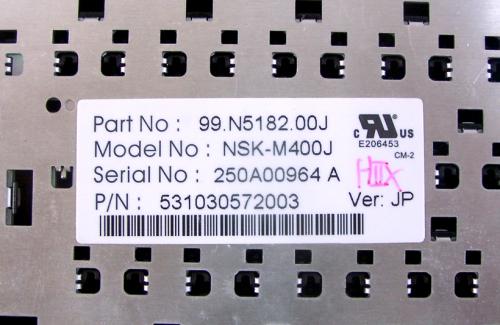 Part No : 99.N5182.00J
Model No : NSK-M400J
Serial No : 250A00964 A
P/N : 531030572003 Ver: JP
c RU US
E206453
CM-2